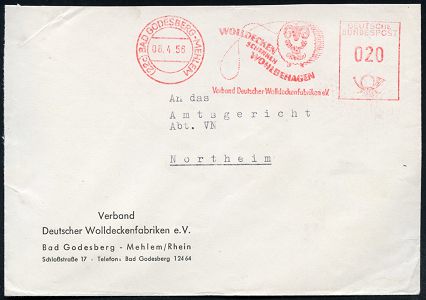 (22c) BAD GODESBERG-MEHLEM
06.4.56
WOLLDECKEN
SCHENKEN
WOHLBEHAGEN
Verband Deutscher Wolldeckenfabriken e.V.
DEUTSCHE
BUNDESPOST
020
An das
Amtsgericht
Abt. VN
Northeim
Verband
Deutscher Wolldeckenfabriken e.V.
Bad Godesberg - Mehlem/Rhein
Schloßstraße 17 - Telefon: Bad Godesberg 12464